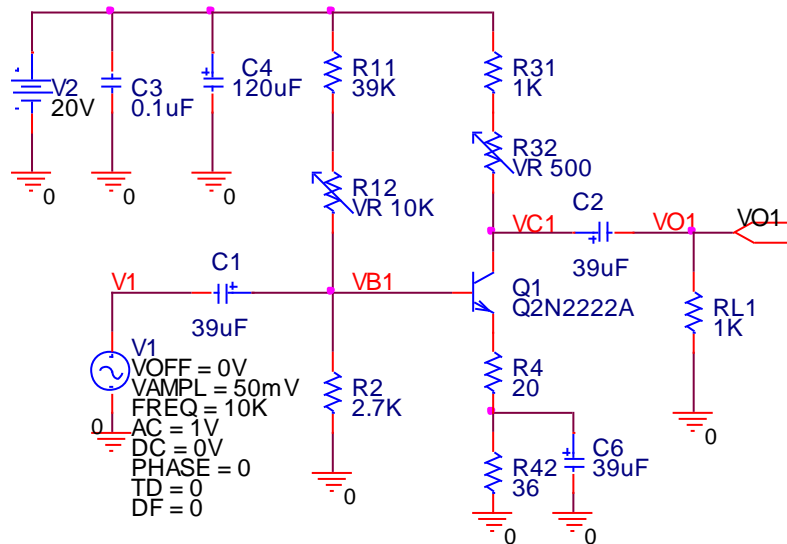 V2
20V
0
C3
0.1uF
0
C4
120uF
0
R11
39K
R12
VR 10K
R31
1K
R32
VR 500
VC1
C2
39uF
VO1
VO1
RL1
1K
0
V1
C1
39uF
VB1
Q1
Q2N2222A
R4
20
V1
VOFF = 0V
VAMPL = 50mV
FREQ = 10K
AC = 1V
DC = 0V
PHASE = 0
TD = 0
DF = 0
0
R2
2.7K
0
R42
36
0
C6
39uF
0